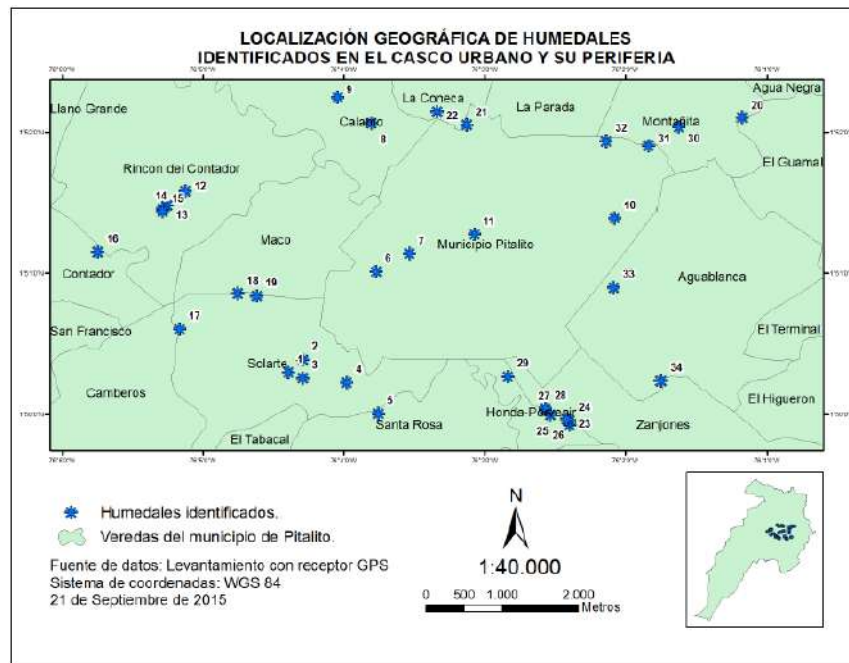 LOCALIZACIÓN GEOGRÁFICA DE HUMEDALES
IDENTIFICADOS EN EL CASCO URBANO Y SU PERIFERIA
9
La Coneca
21
La Parada
Agua Negra
20
Llano Grande
22
Calamo
8
32
Montañita
31
30
El Guamal
Rincon del Contador
12
14
15
13
16
Contador
Maco
10
11
Municipio Pitalito
7
6
Aguablanca
33
18
19
San Francisco
17
El Terminal
2
1
3
Solarte
4
29
34
Camberos
5
Santa Rosa
27
28
24
23
25
26
Zanjones
El Higueron
El Tabacal
N
Humedales identificados.
Veredas del municipio de Pitalito.
1:40.000
Fuente de datos: Levantamiento con receptor GPS
Sistema de coordenadas: WGS 84
21 de Septiembre de 2015
0 500 1.000 2.000
Metros